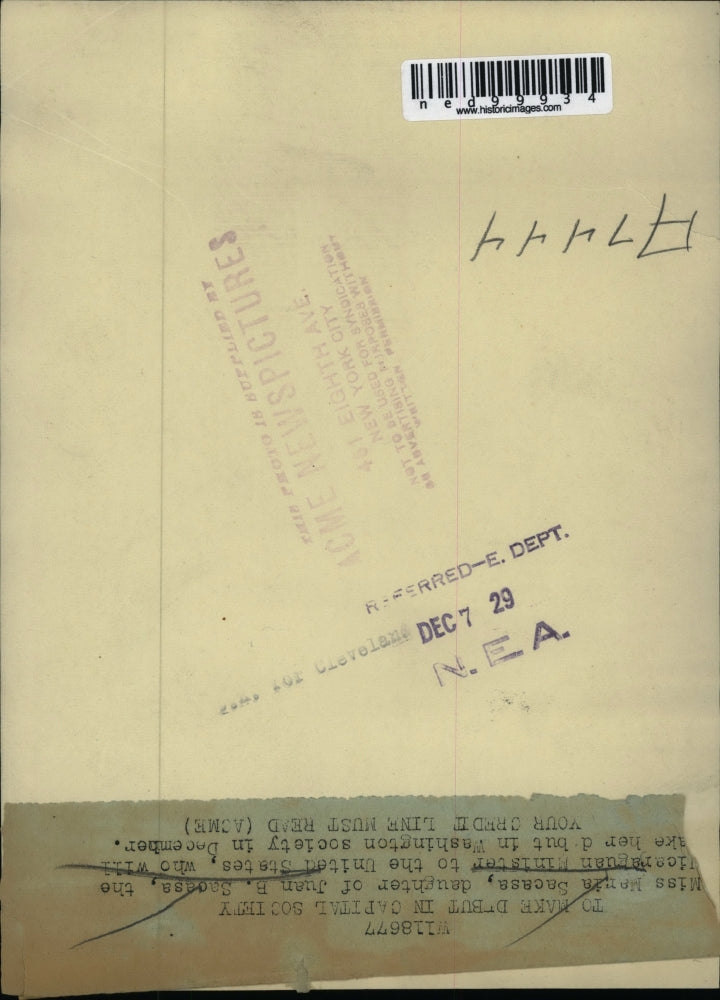 ned99934
www.historicimages.com
A7444
THIS PHOTO IS SUPPLIED BY
ACME NEWSPICTURES
461 EIGHTH AVE.
NEW YORK CITY
NOT TO BE USED FOR SYNDICATION
OR ADVERTISING PURPOSES WITHOUT
WRITTEN PERMISSION
REFERRED—E. DEPT.
DEC 7 29
N.E.A.
for Cleveland
W118677
TO MAKE DEBUT IN CAPITAL SOCIETY
Miss Maria Sacasa, daughter of Juan B. Sacasa, the
Nicaraguan Minister to the United States, who will
ake her d but in Washington society in December.
YOUR CREDIT LINE MUST READ (ACME)